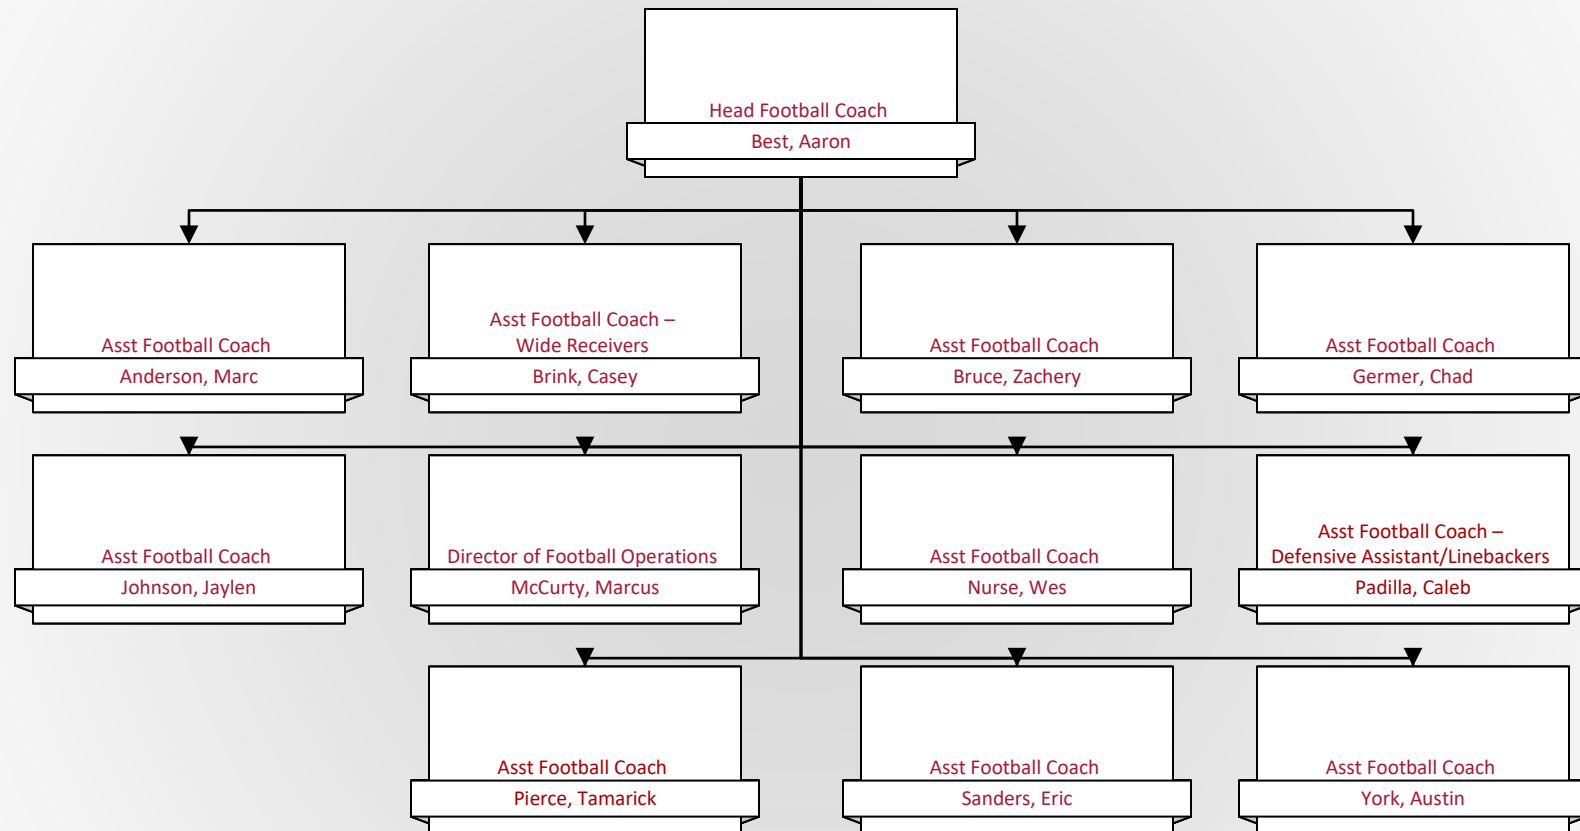 Head Football Coach
Best, Aaron
Asst Football Coach
Anderson, Marc
Asst Football Coach –
Wide Receivers
Brink, Casey
Asst Football Coach
Bruce, Zachery
Asst Football Coach
Germer, Chad
Asst Football Coach
Johnson, Jaylen
Director of Football Operations
McCurty, Marcus
Asst Football Coach
Nurse, Wes
Asst Football Coach –
Defensive Assistant/Linebackers
Padilla, Caleb
Asst Football Coach
Pierce, Tamarick
Asst Football Coach
Sanders, Eric
Asst Football Coach
York, Austin